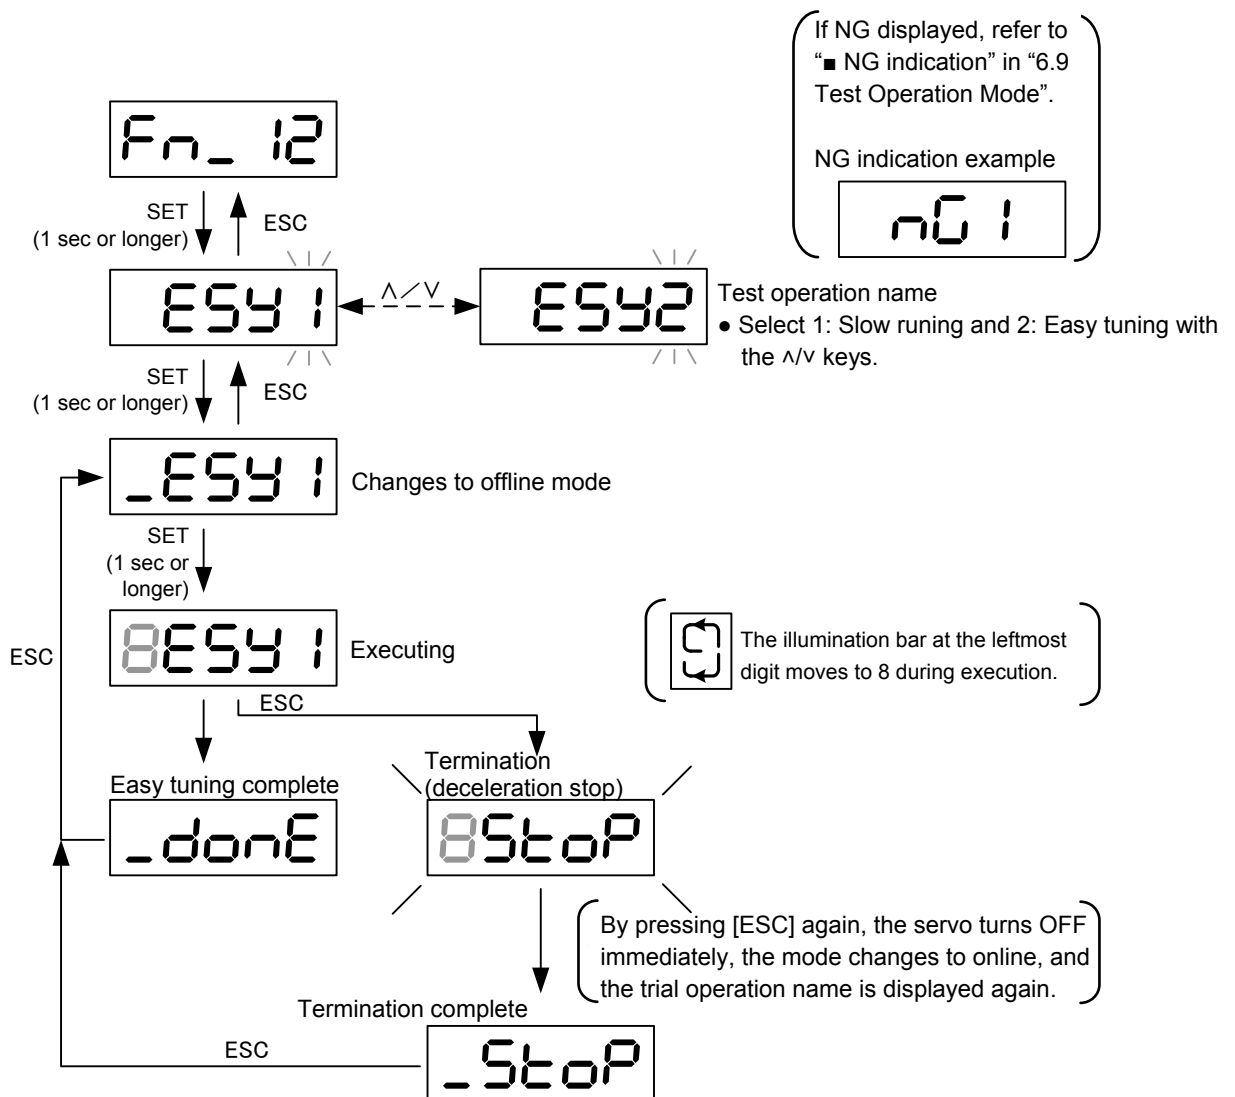 If NG displayed, refer to
“■ NG indication” in “6.9
Test Operation Mode”.
NG indication example
nG1
Fn_ 12
SET
(1 sec or longer)
ESC
ESY1
∧／∨
ESY2
Test operation name
● Select 1: Slow runing and 2: Easy tuning with
the ∧/∨ keys.
SET
(1 sec or longer)
ESC
_ESY1
Changes to offline mode
SET
(1 sec or
longer)
8ESY1
Executing
The illumination bar at the leftmost
digit moves to 8 during execution.
ESC
ESC
Easy tuning complete
_donE
Termination
(deceleration stop)
8StoP
By pressing [ESC] again, the servo turns OFF
immediately, the mode changes to online, and
the trial operation name is displayed again.
Termination complete
ESC
_StoP